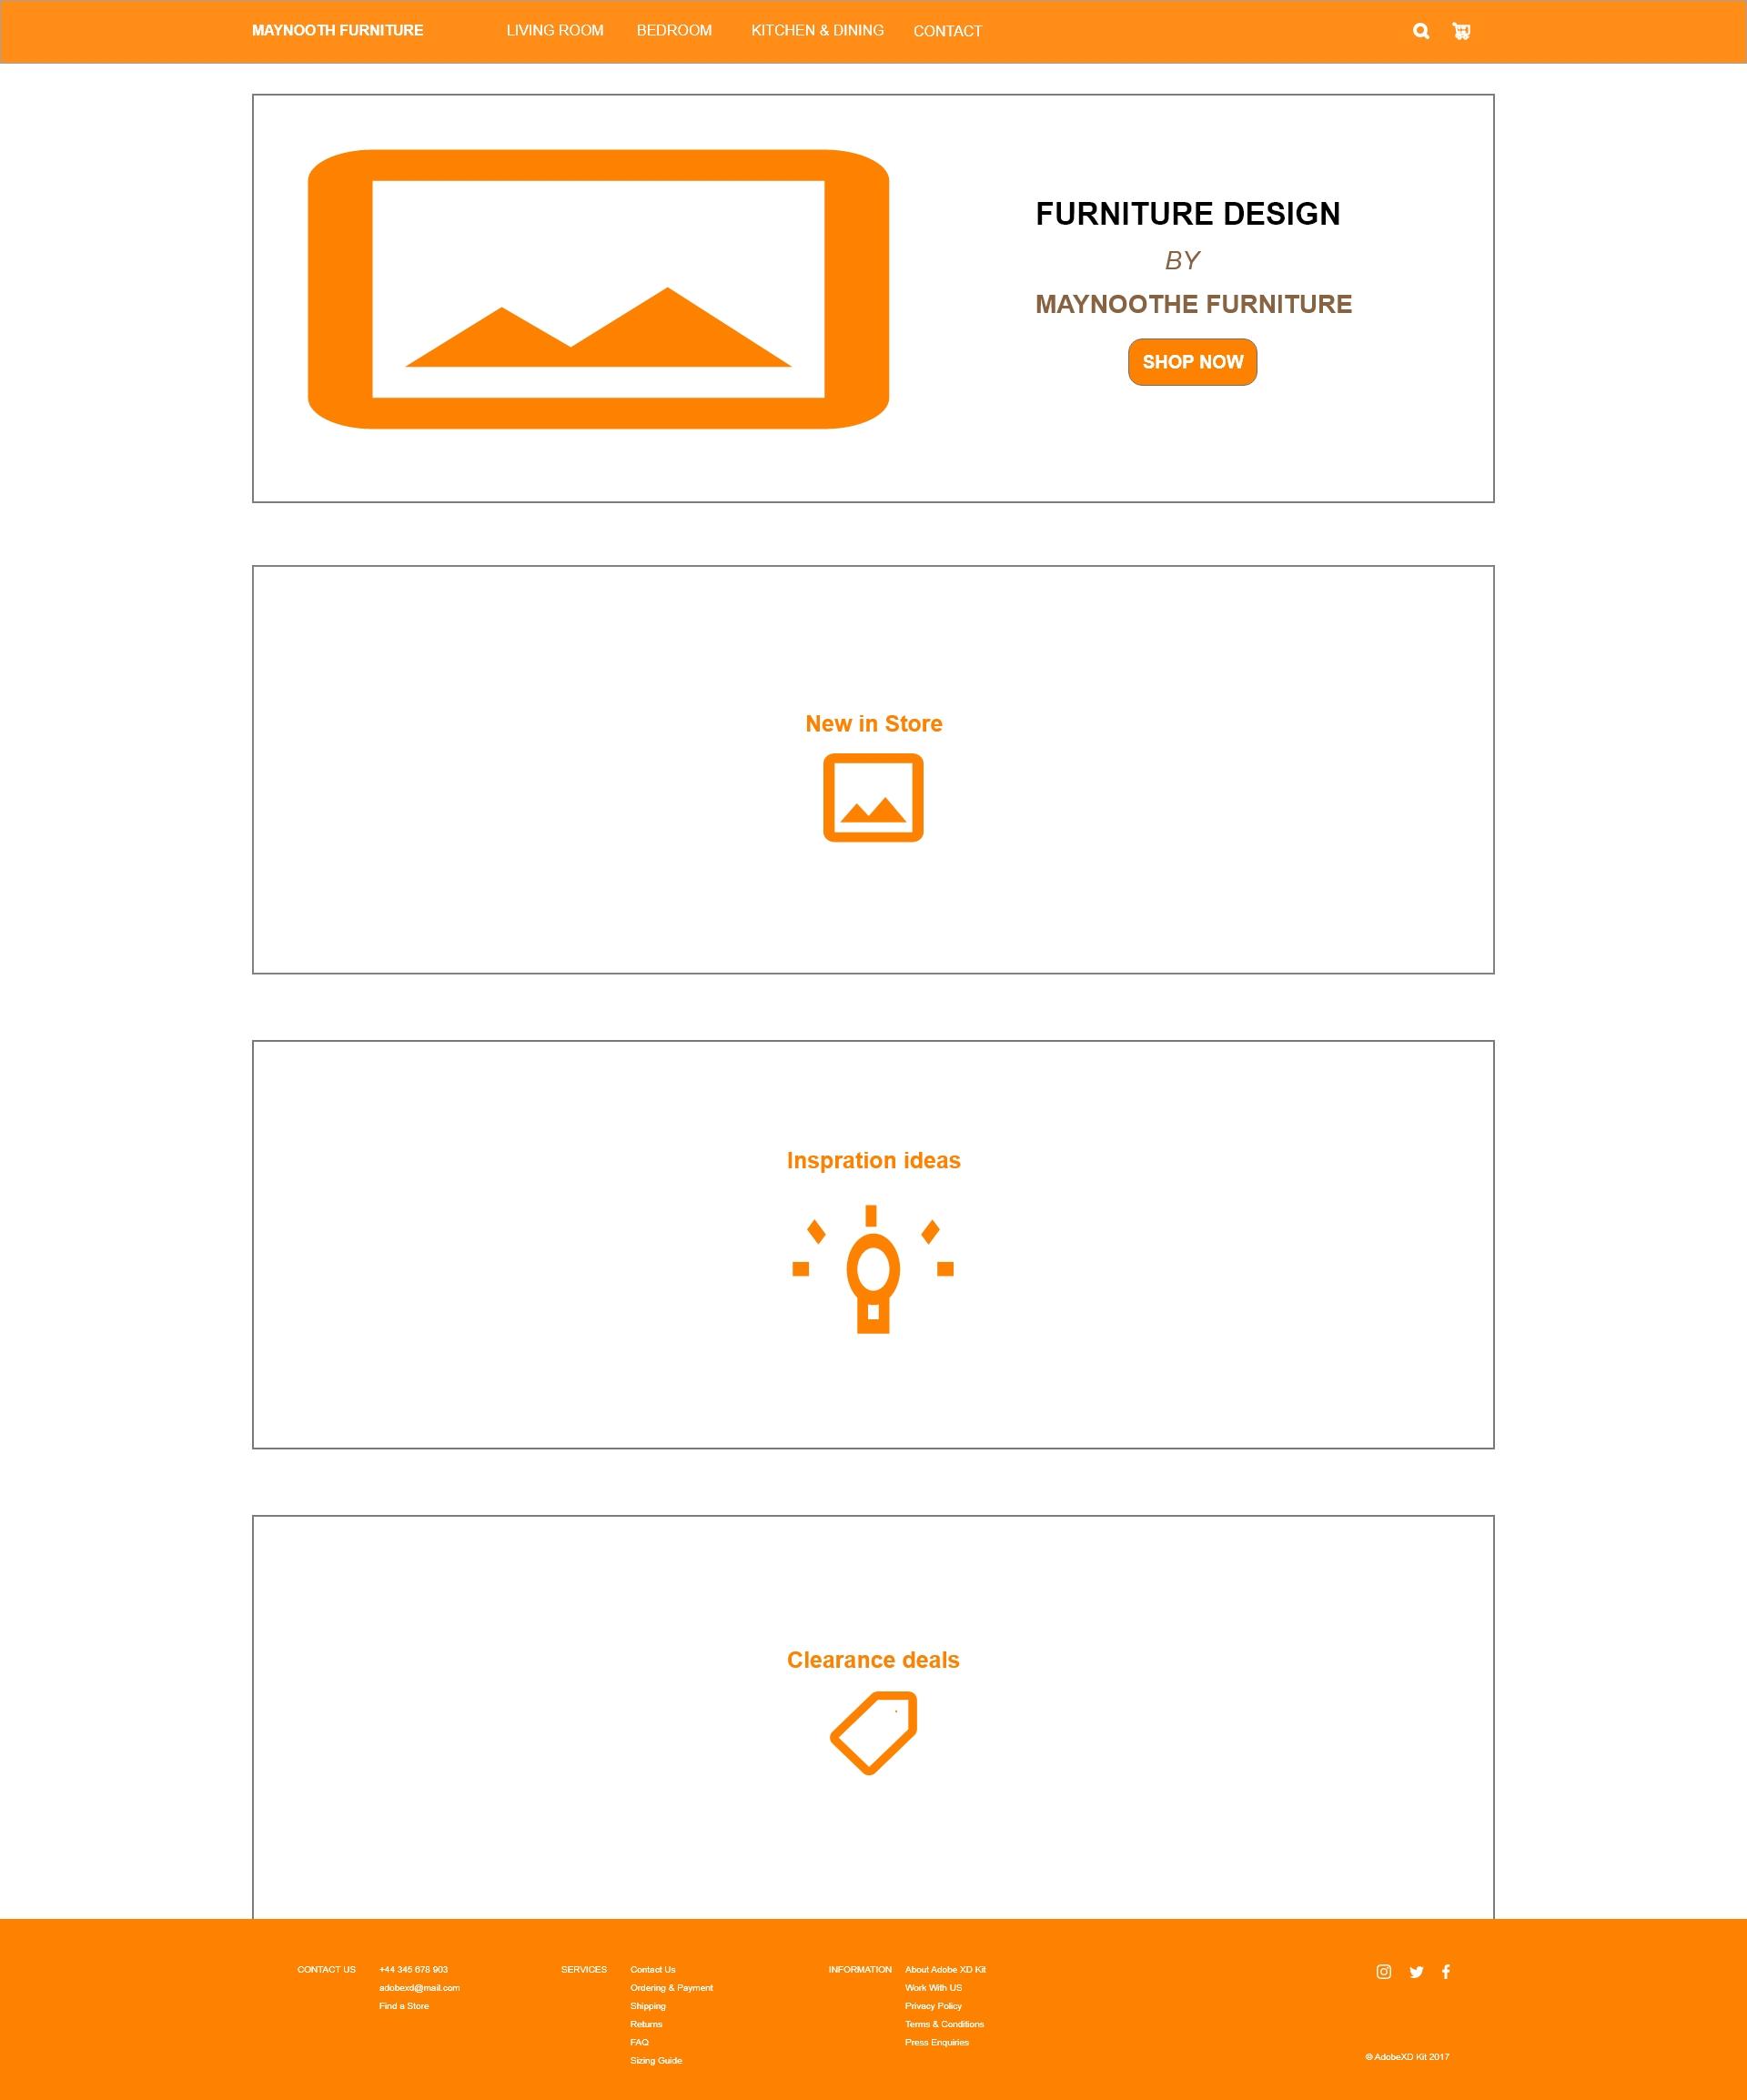 MAYNOOTH FURNITURE LIVING ROOM BEDROOM KITCHEN & DINING CONTACT
FURNITURE DESIGN
BY
MAYNOOTHE FURNITURE
SHOP NOW
New in Store
Inspration ideas
Clearance deals
CONTACT US
+44 345 678 903
adobexd@mail.com
Find a Store
SERVICES
Contact Us
Ordering & Payment
Shipping
Returns
FAQ
Sizing Guide
INFORMATION
About Adobe XD Kit
Work With US
Privacy Policy
Terms & Conditions
Press Enquiries
© AdobeXD Kit 2017